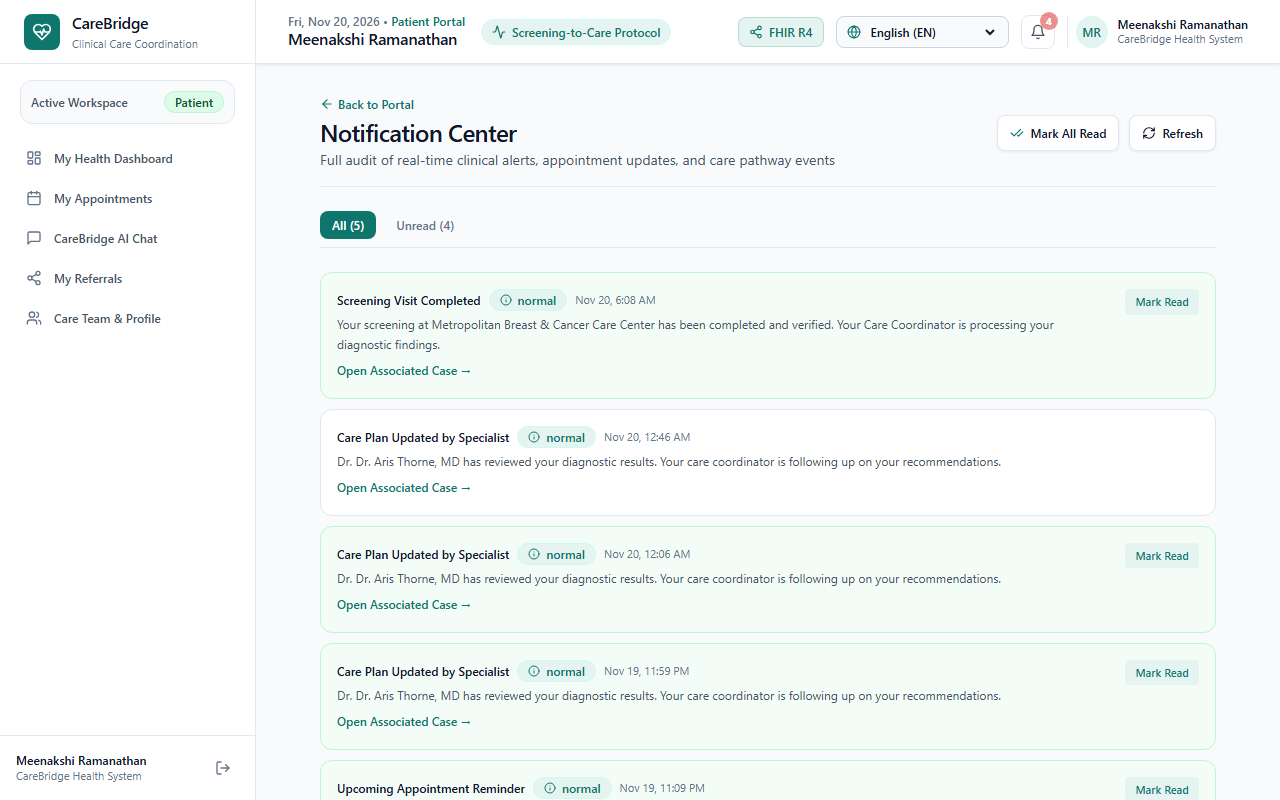 CareBridge
Clinical Care Coordination
Fri, Nov 20, 2026 • Patient Portal
Meenakshi Ramanathan
Screening-to-Care Protocol
FHIR R4
English (EN)
4
MR
Meenakshi Ramanathan
CareBridge Health System
Active Workspace
Patient
My Health Dashboard
My Appointments
CareBridge AI Chat
My Referrals
Care Team & Profile
Meenakshi Ramanathan
CareBridge Health System
← Back to Portal
Notification Center
Full audit of real-time clinical alerts, appointment updates, and care pathway events
Mark All Read
Refresh
All (5)
Unread (4)
Screening Visit Completed normal Nov 20, 6:08 AM
Mark Read
Your screening at Metropolitan Breast & Cancer Care Center has been completed and verified. Your Care Coordinator is processing your
diagnostic findings.
Open Associated Case →
Care Plan Updated by Specialist normal Nov 20, 12:46 AM
Dr. Dr. Aris Thorne, MD has reviewed your diagnostic results. Your care coordinator is following up on your recommendations.
Open Associated Case →
Care Plan Updated by Specialist normal Nov 20, 12:06 AM
Mark Read
Dr. Dr. Aris Thorne, MD has reviewed your diagnostic results. Your care coordinator is following up on your recommendations.
Open Associated Case →
Care Plan Updated by Specialist normal Nov 19, 11:59 PM
Mark Read
Dr. Dr. Aris Thorne, MD has reviewed your diagnostic results. Your care coordinator is following up on your recommendations.
Open Associated Case →
Upcoming Appointment Reminder normal Nov 19, 11:09 PM
Mark Read